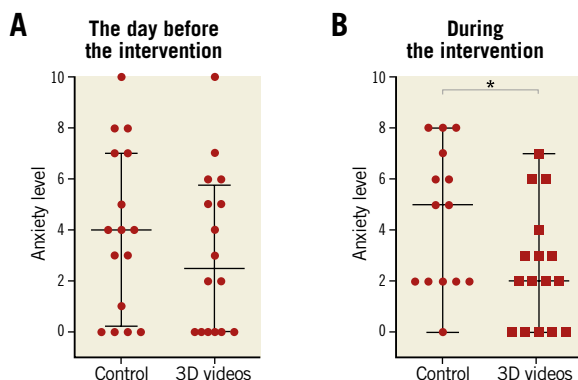 A
The day before
the intervention
Anxiety level
10
8
6
4
2
0
Control
3D videos
B
During
the intervention
*
Anxiety level
10
8
6
4
2
0
Control
3D videos